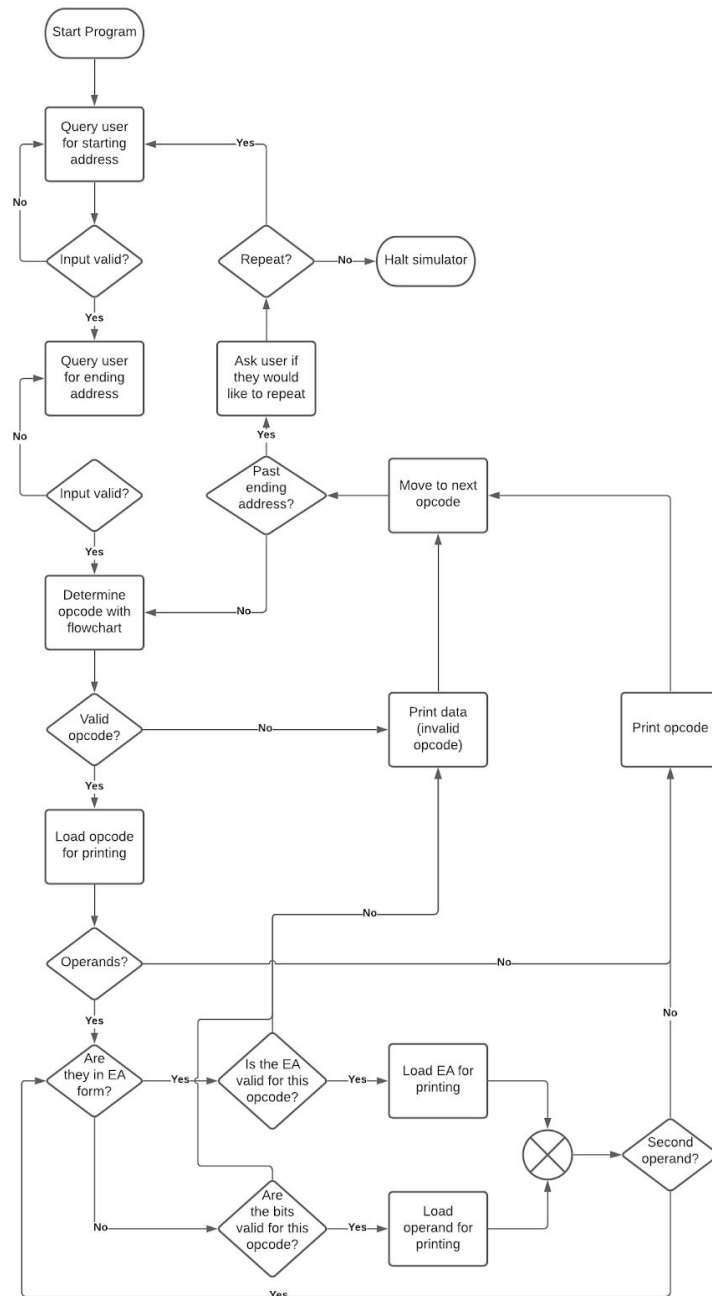 Start Program
Query user
for starting
address
Yes
No
Input valid?
Repeat?
No
Halt simulator
Yes
Query user
for ending
address
Ask user if
they would
like to repeat
No
Yes
Input valid?
Past
ending
address?
Move to next
opcode
Yes
Determine
opcode with
flowchart
No
Valid
opcode?
No
Print data
(invalid
opcode)
Print opcode
Yes
Load opcode
for printing
No
Operands?
No
Yes
No
Are
they in EA
form?
Yes
Is the EA
valid for this
opcode?
Yes
Load EA for
printing
Second
operand?
No
Are
the bits
valid for this
opcode?
Yes
Load
operand for
printing
Yes